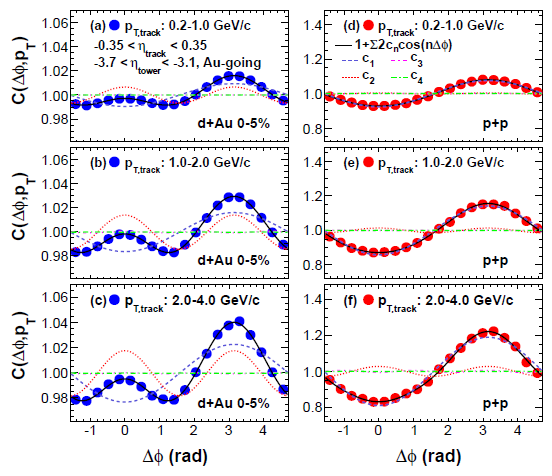 (a) p_T,track: 0.2-1.0 GeV/c
-0.35 < η_track < 0.35
-3.7 < η_tower < -3.1, Au-going
d+Au 0-5%
1.06
1.04
1.02
1.00
0.98
C(Δϕ,p_T)
(d) p_T,track: 0.2-1.0 GeV/c
1+Σ2c_n cos(nΔϕ)
c_1 c_3
c_2 c_4
p+p
1.4
1.2
1.0
(b) p_T,track: 1.0-2.0 GeV/c
d+Au 0-5%
1.06
1.04
1.02
1.00
0.98
C(Δϕ,p_T)
(e) p_T,track: 1.0-2.0 GeV/c
p+p
1.4
1.2
1.0
0.8
(c) p_T,track: 2.0-4.0 GeV/c
d+Au 0-5%
1.06
1.04
1.02
1.00
0.98
C(Δϕ,p_T)
-1 0 1 2 3 4
Δϕ (rad)
(f) p_T,track: 2.0-4.0 GeV/c
p+p
1.4
1.2
1.0
0.8
-1 0 1 2 3 4
Δϕ (rad)